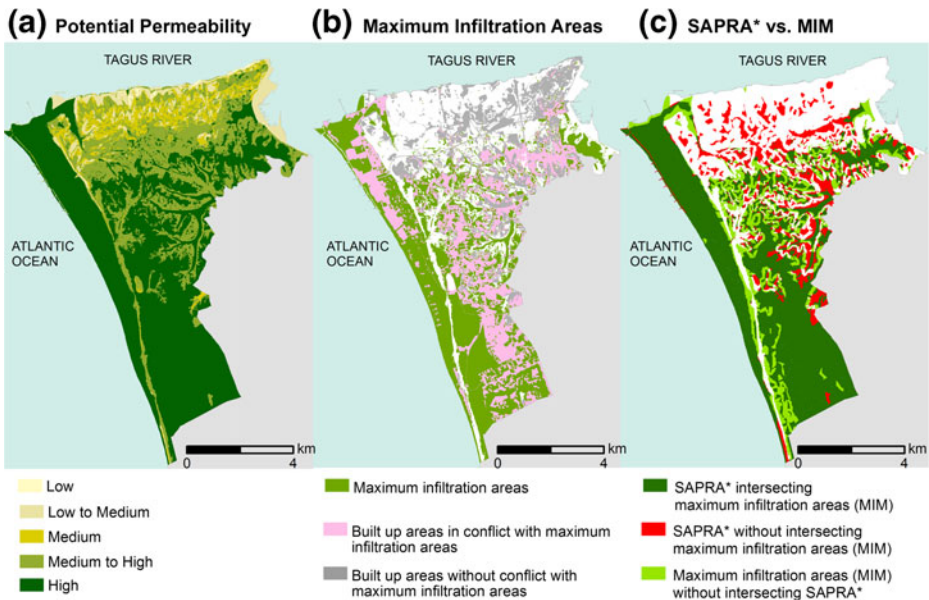 (a) Potential Permeability
(b) Maximum Infiltration Areas
(c) SAPRA* vs. MIM
TAGUS RIVER
TAGUS RIVER
TAGUS RIVER
ATLANTIC
OCEAN
ATLANTIC
OCEAN
ATLANTIC
OCEAN
km
0 4
km
0 4
km
0 4
Low
Low to Medium
Medium
Medium to High
High
Maximum infiltration areas
Built up areas in conflict with maximum
infiltration areas
Built up areas without conflict with
maximum infiltration areas
SAPRA* intersecting
maximum infiltration areas (MIM)
SAPRA* without intersecting
maximum infiltration areas (MIM)
Maximum infiltration areas (MIM)
without intersecting SAPRA*